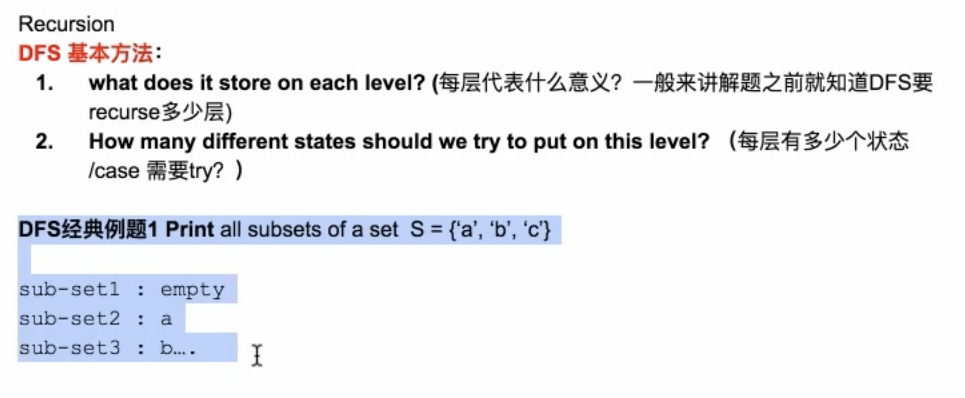 Recursion
DFS 基本方法：
1. what does it store on each level? (每层代表什么意义？一般来讲解题之前就知道DFS要
recurse多少层)
2. How many different states should we try to put on this level? （每层有多少个状态
/case 需要try？）
DFS经典例题1 Print all subsets of a set S = {‘a’, ‘b’, ‘c’}
sub-set1 : empty
sub-set2 : a
sub-set3 : b….